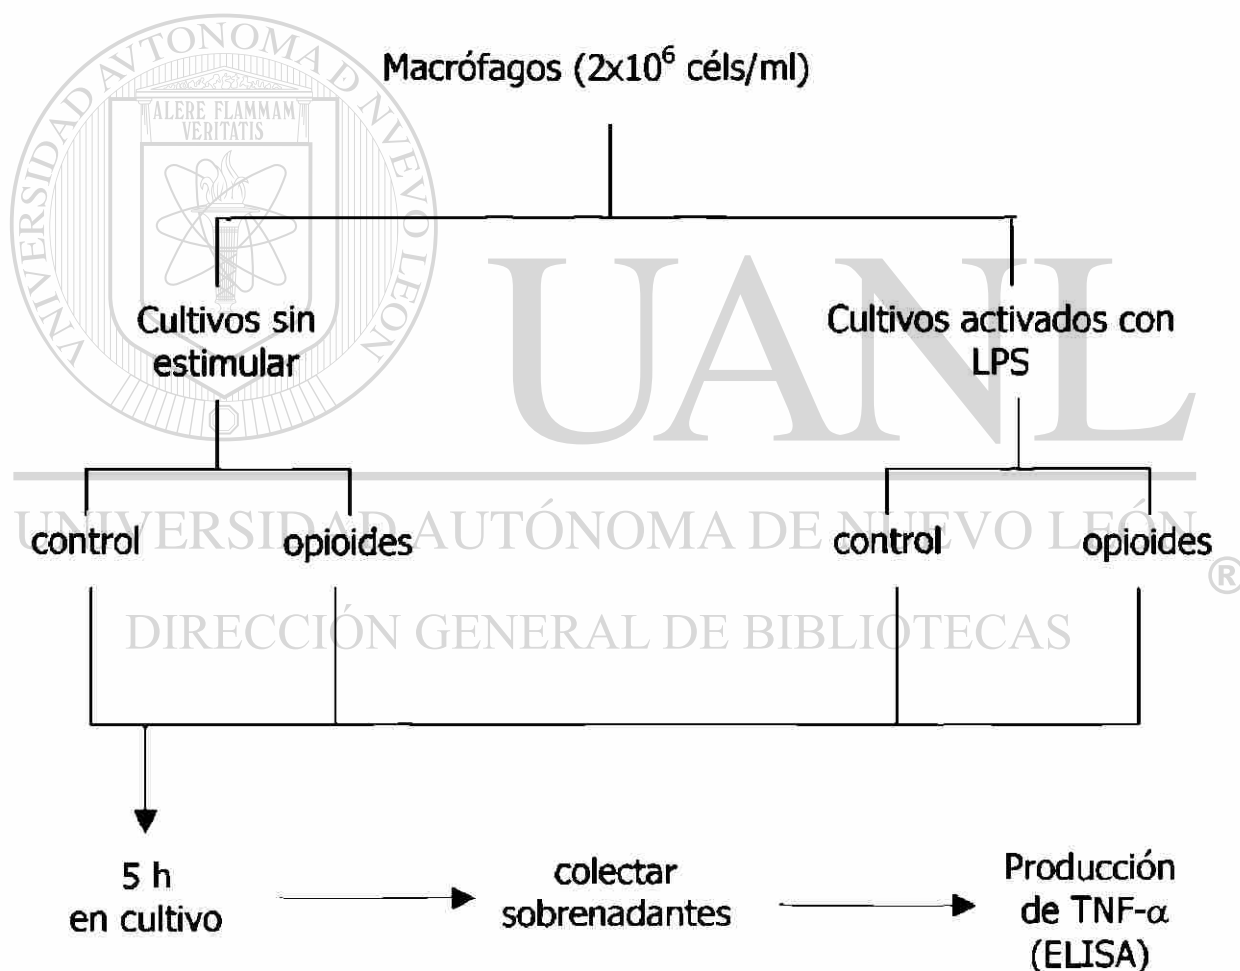 Macrófagos (2x10⁶ céls/ml)
UNIVERSIDAD AUTONOMA DE NUEVO LEON
ALERE FLAMMAM
VERITATIS
Cultivos sin
estimular
Cultivos activados con
LPS
UANL
control
opioides
control
opioides
UNIVERSIDAD AUTÓNOMA DE NUEVO LEÓN
®
DIRECCIÓN GENERAL DE BIBLIOTECAS
5 h
en cultivo
colectar
sobrenadantes
Producción
de TNF-α
(ELISA)